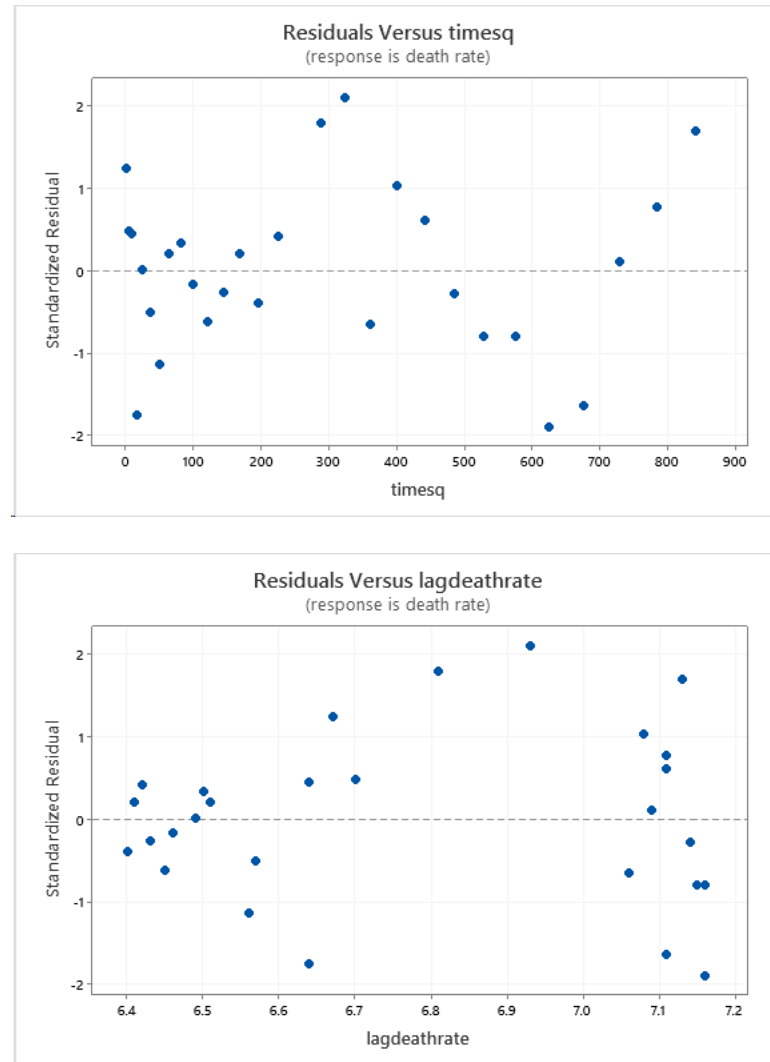 Residuals Versus timesq
(response is death rate)
2
1
0
-1
-2
Standardized Residual
0 100 200 300 400 500 600 700 800 900
timesq
Residuals Versus lagdeathrate
(response is death rate)
2
1
0
-1
-2
Standardized Residual
6.4 6.5 6.6 6.7 6.8 6.9 7.0 7.1 7.2
lagdeathrate